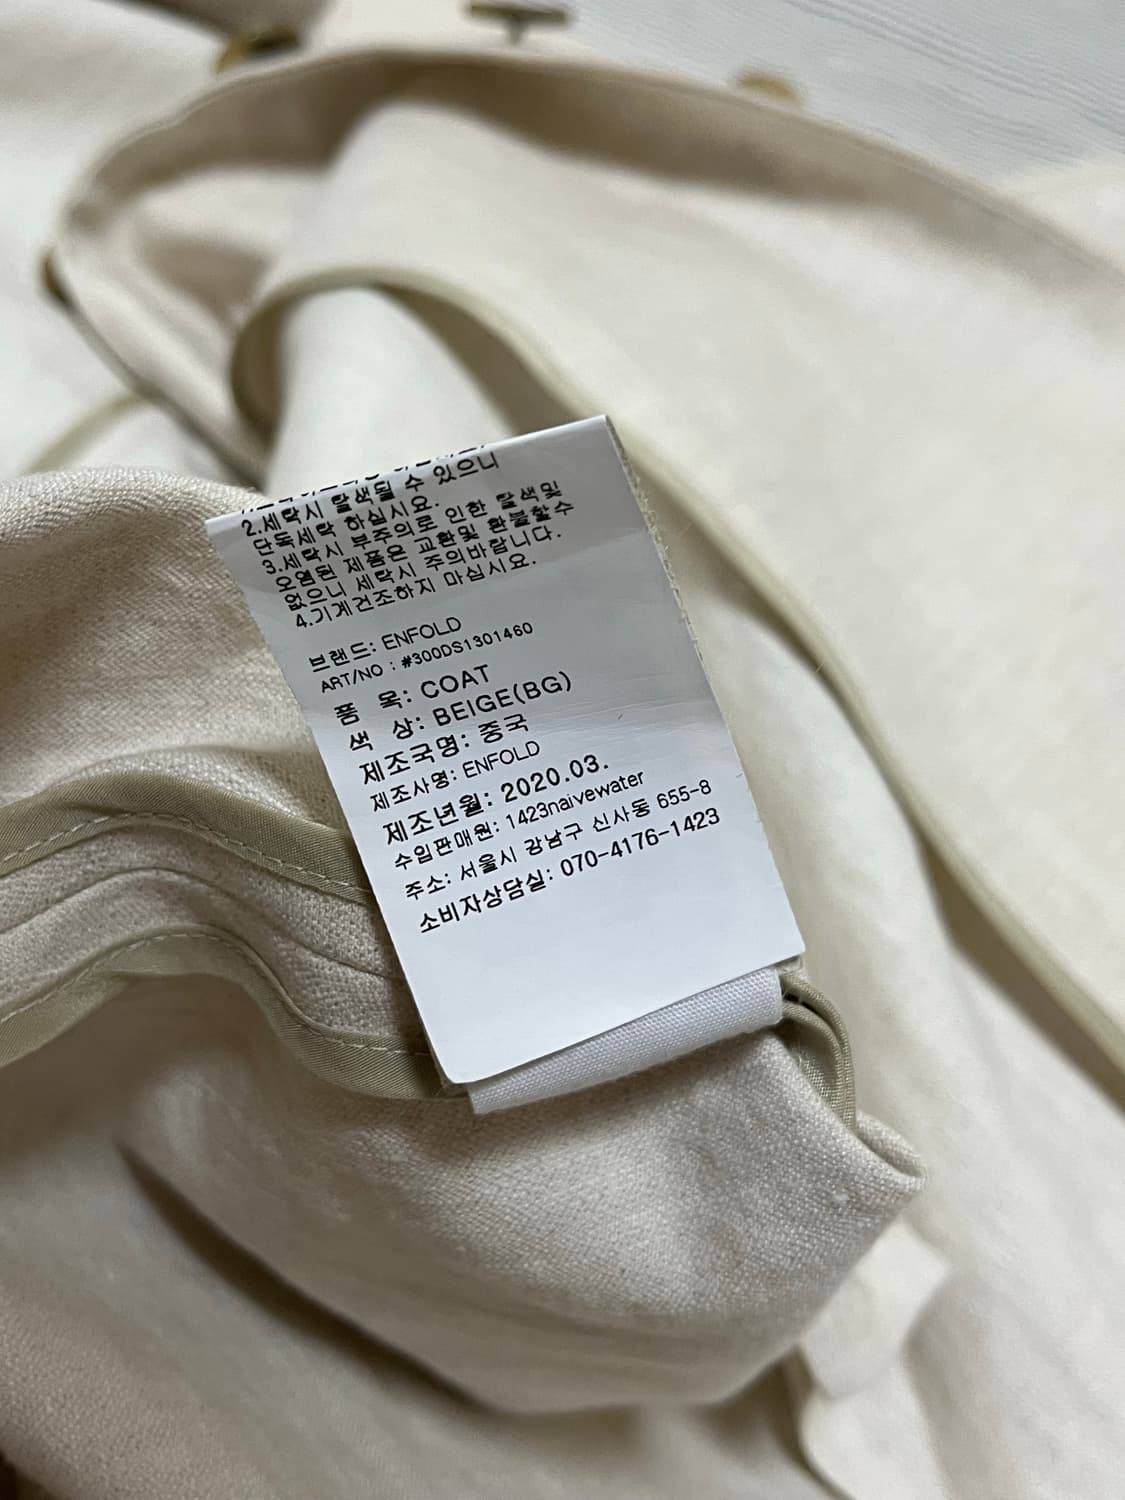 2.세탁시 탈색될 수 있으니
단독세탁 하십시요.
3.세탁시 부주의로 인한 탈색및
오염된 제품은 교환및 환불할수
없으니 세탁시 주의바랍니다.
4.기계건조하지 마십시요.
브랜드: ENFOLD
ART/NO : #300DS1301460
품 목: COAT
색 상: BEIGE(BG)
제조국명: 중국
제조사명: ENFOLD
제조년월: 2020.03.
수입판매원: 1423naivewater
주소: 서울시 강남구 신사동 655-8
소비자상담실: 070-4176-1423